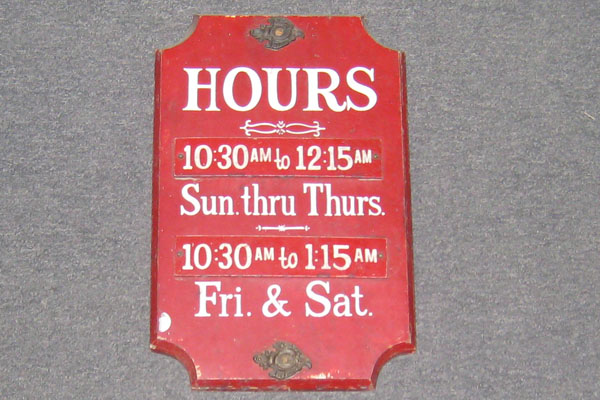 HOURS
10:30 AM to 12:15 AM
Sun. thru Thurs.
10:30 AM to 1:15 AM
Fri. & Sat.